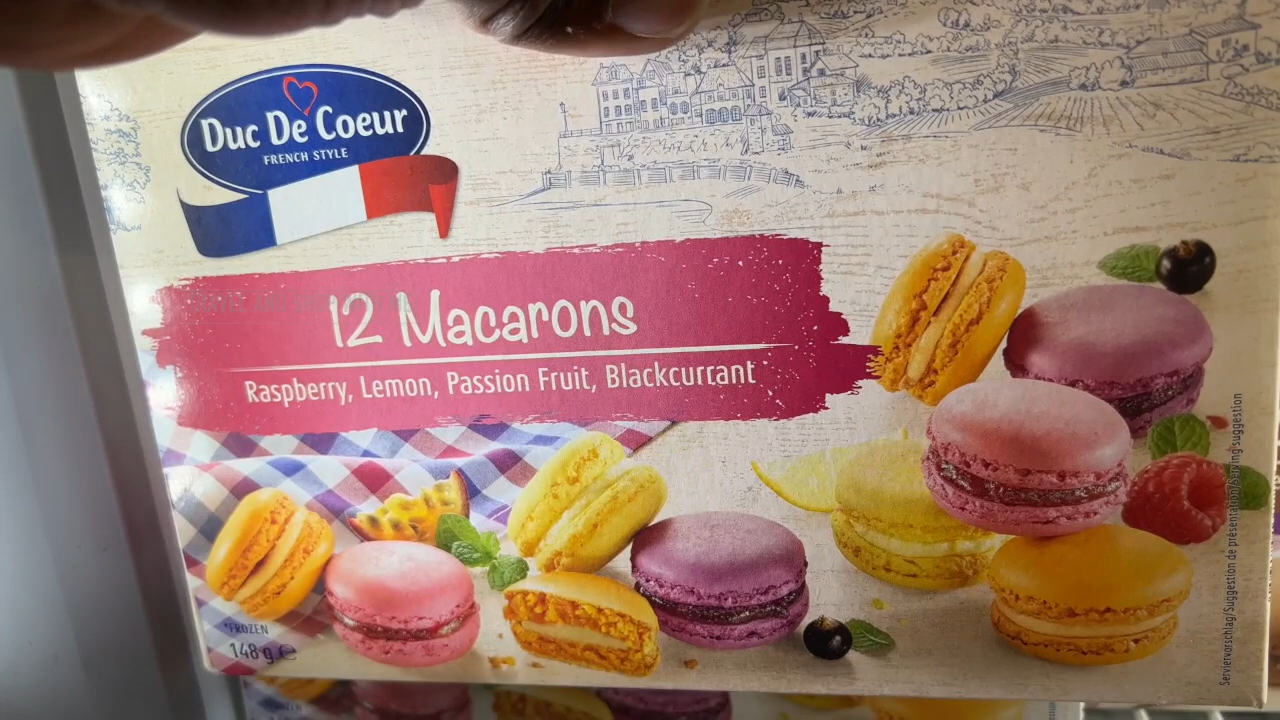 Duc De Coeur
FRENCH STYLE
12 Macarons
Raspberry, Lemon, Passion Fruit, Blackcurrant
*FROZEN
148 g ℮
Serviervorschlag/Suggestion de présentation/Serving suggestion